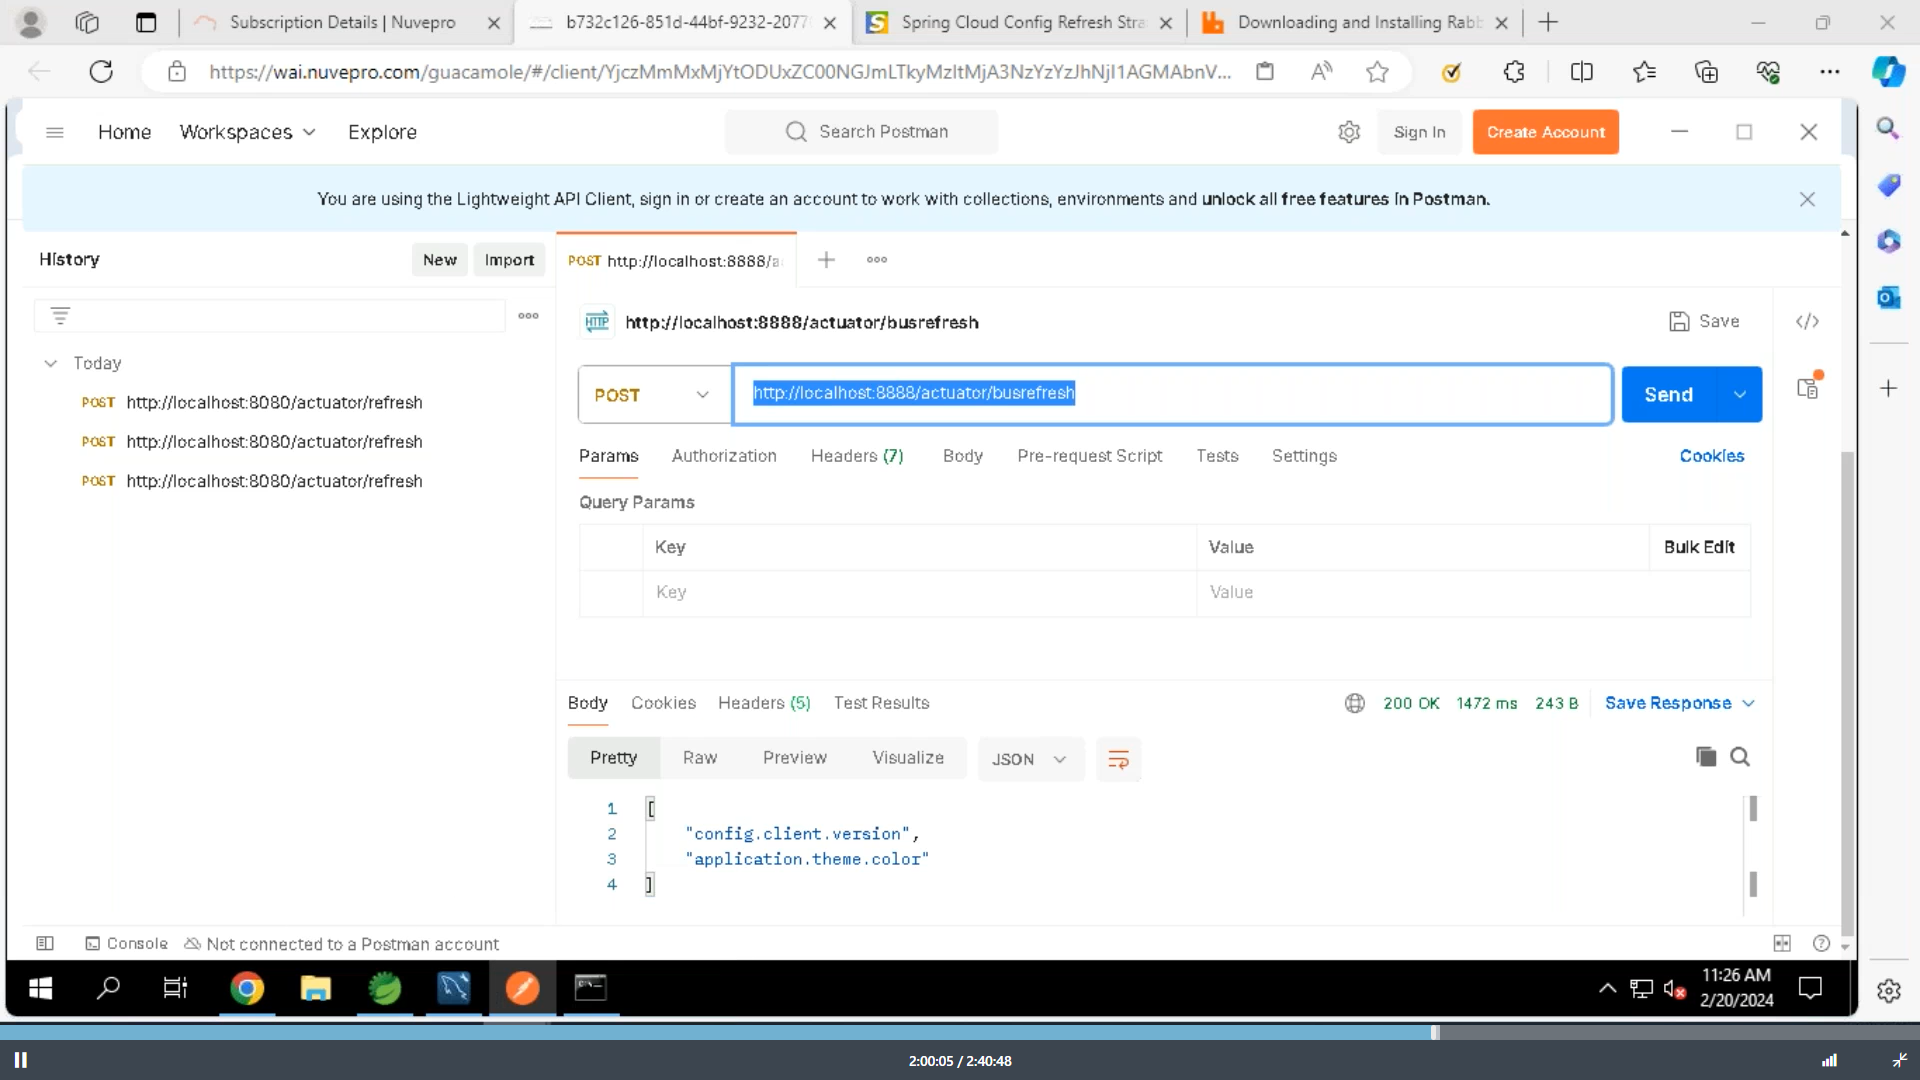 Subscription Details | Nuvepro
b732c126-851d-44bf-9232-2077
Spring Cloud Config Refresh Stra
Downloading and Installing Rabb
https://wai.nuvepro.com/guacamole/#/client/YjczMmMxMjYtODUxZC00NGJmLTkyMzItMjA3NzYzYzJhNjI1AGMAbnV...
Home
Workspaces
Explore
Search Postman
Sign In
Create Account
You are using the Lightweight API Client, sign in or create an account to work with collections, environments and unlock all free features in Postman.
History
New
Import
POST http://localhost:8888/a
HTTP http://localhost:8888/actuator/busrefresh
Save
Today
POST http://localhost:8080/actuator/refresh
POST http://localhost:8080/actuator/refresh
POST http://localhost:8080/actuator/refresh
POST
http://localhost:8888/actuator/busrefresh
Send
Params
Authorization
Headers (7)
Body
Pre-request Script
Tests
Settings
Cookies
Query Params
Key
Value
Bulk Edit
Key
Value
Body
Cookies
Headers (5)
Test Results
200 OK
1472 ms
243 B
Save Response
Pretty
Raw
Preview
Visualize
JSON
1 [
2 "config.client.version",
3 "application.theme.color"
4 ]
Console
Not connected to a Postman account
11:26 AM
2/20/2024
2:00:05 / 2:40:48